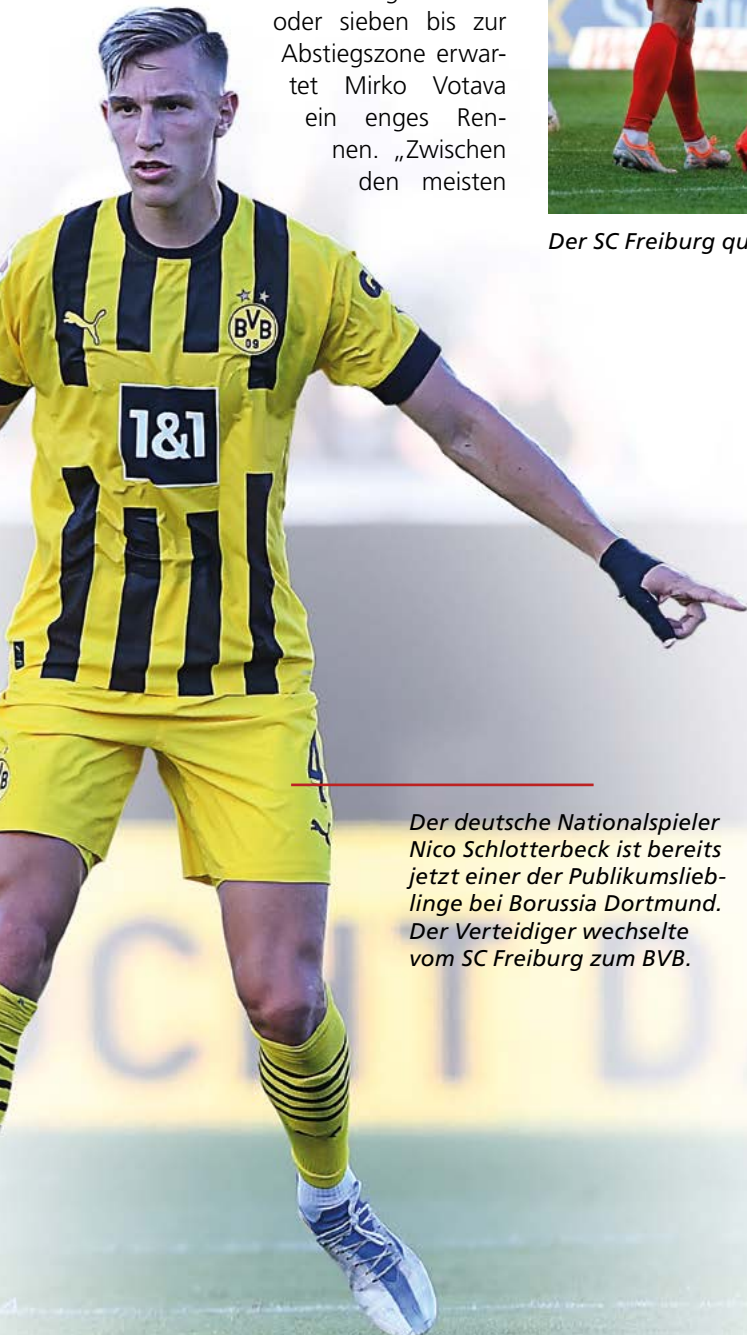 oder sieben bis zur
Abstiegszone erwar-
tet Mirko Votava
ein enges Ren-
nen. „Zwischen
den meisten
Der SC Freiburg qu
BVB
09
1&1
4
Der deutsche Nationalspieler
Nico Schlotterbeck ist bereits
jetzt einer der Publikumslieb-
linge bei Borussia Dortmund.
Der Verteidiger wechselte
vom SC Freiburg zum BVB.